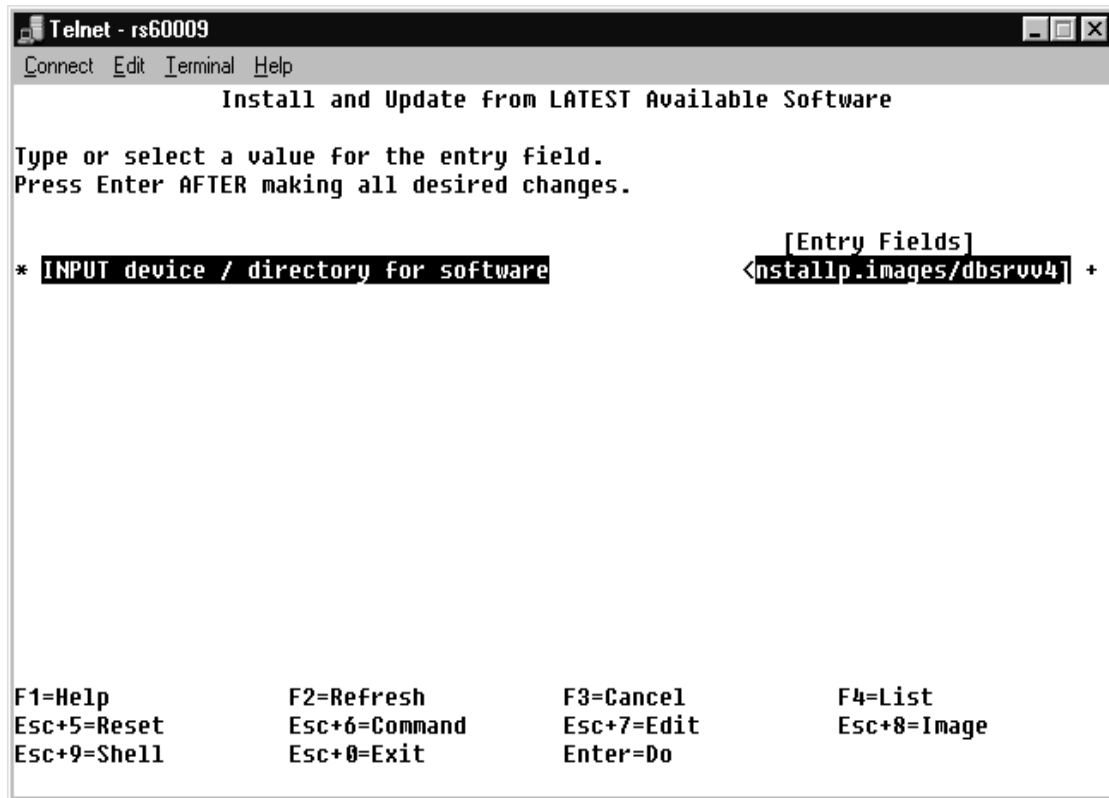 Telnet - rs60009
Connect Edit Terminal Help
Install and Update from LATEST Available Software
Type or select a value for the entry field.
Press Enter AFTER making all desired changes.
[Entry Fields]
* INPUT device / directory for software <nstallp.images/dbsrvv4] +
F1=Help F2=Refresh F3=Cancel F4=List
Esc+5=Reset Esc+6=Command Esc+7=Edit Esc+8=Image
Esc+9=Shell Esc+0=Exit Enter=Do